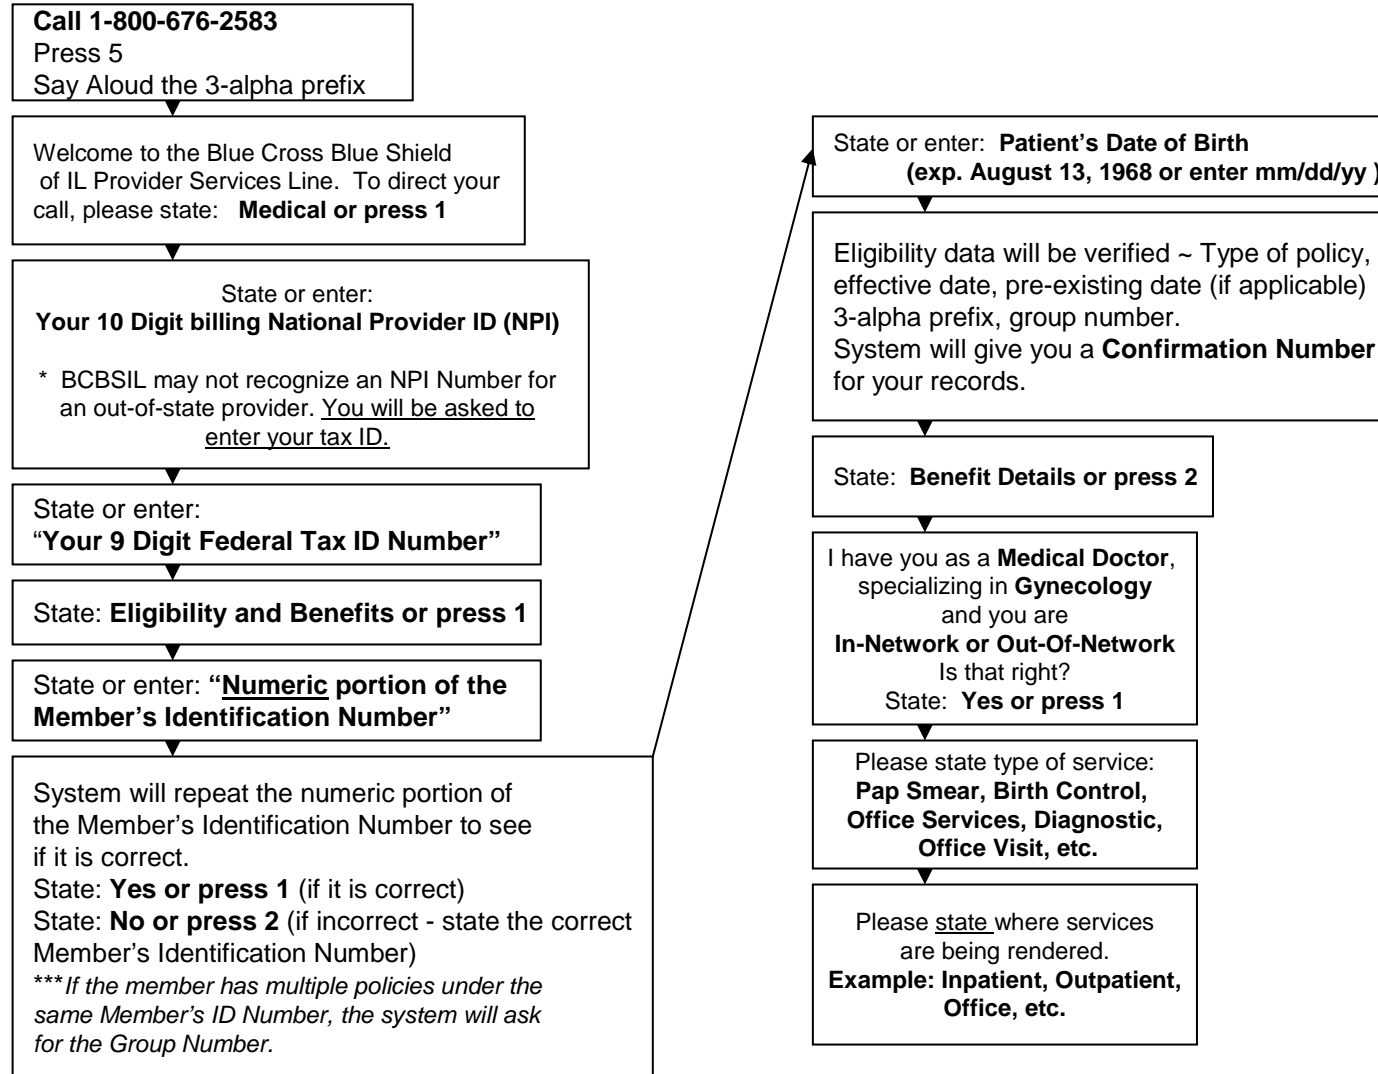 Call 1-800-676-2583
Press 5
Say Aloud the 3-alpha prefix
Welcome to the Blue Cross Blue Shield
of IL Provider Services Line. To direct your
call, please state: Medical or press 1
State or enter:
Your 10 Digit billing National Provider ID (NPI)
* BCBSIL may not recognize an NPI Number for
an out-of-state provider. You will be asked to
enter your tax ID.
State or enter:
“Your 9 Digit Federal Tax ID Number”
State: Eligibility and Benefits or press 1
State or enter: “Numeric portion of the
Member’s Identification Number”
System will repeat the numeric portion of
the Member’s Identification Number to see
if it is correct.
State: Yes or press 1 (if it is correct)
State: No or press 2 (if incorrect - state the correct
Member’s Identification Number)
***If the member has multiple policies under the
same Member’s ID Number, the system will ask
for the Group Number.
State or enter: Patient’s Date of Birth
(exp. August 13, 1968 or enter mm/dd/yy )
Eligibility data will be verified ~ Type of policy,
effective date, pre-existing date (if applicable)
3-alpha prefix, group number.
System will give you a Confirmation Number
for your records.
State: Benefit Details or press 2
I have you as a Medical Doctor,
specializing in Gynecology
and you are
In-Network or Out-Of-Network
Is that right?
State: Yes or press 1
Please state type of service:
Pap Smear, Birth Control,
Office Services, Diagnostic,
Office Visit, etc.
Please state where services
are being rendered.
Example: Inpatient, Outpatient,
Office, etc.